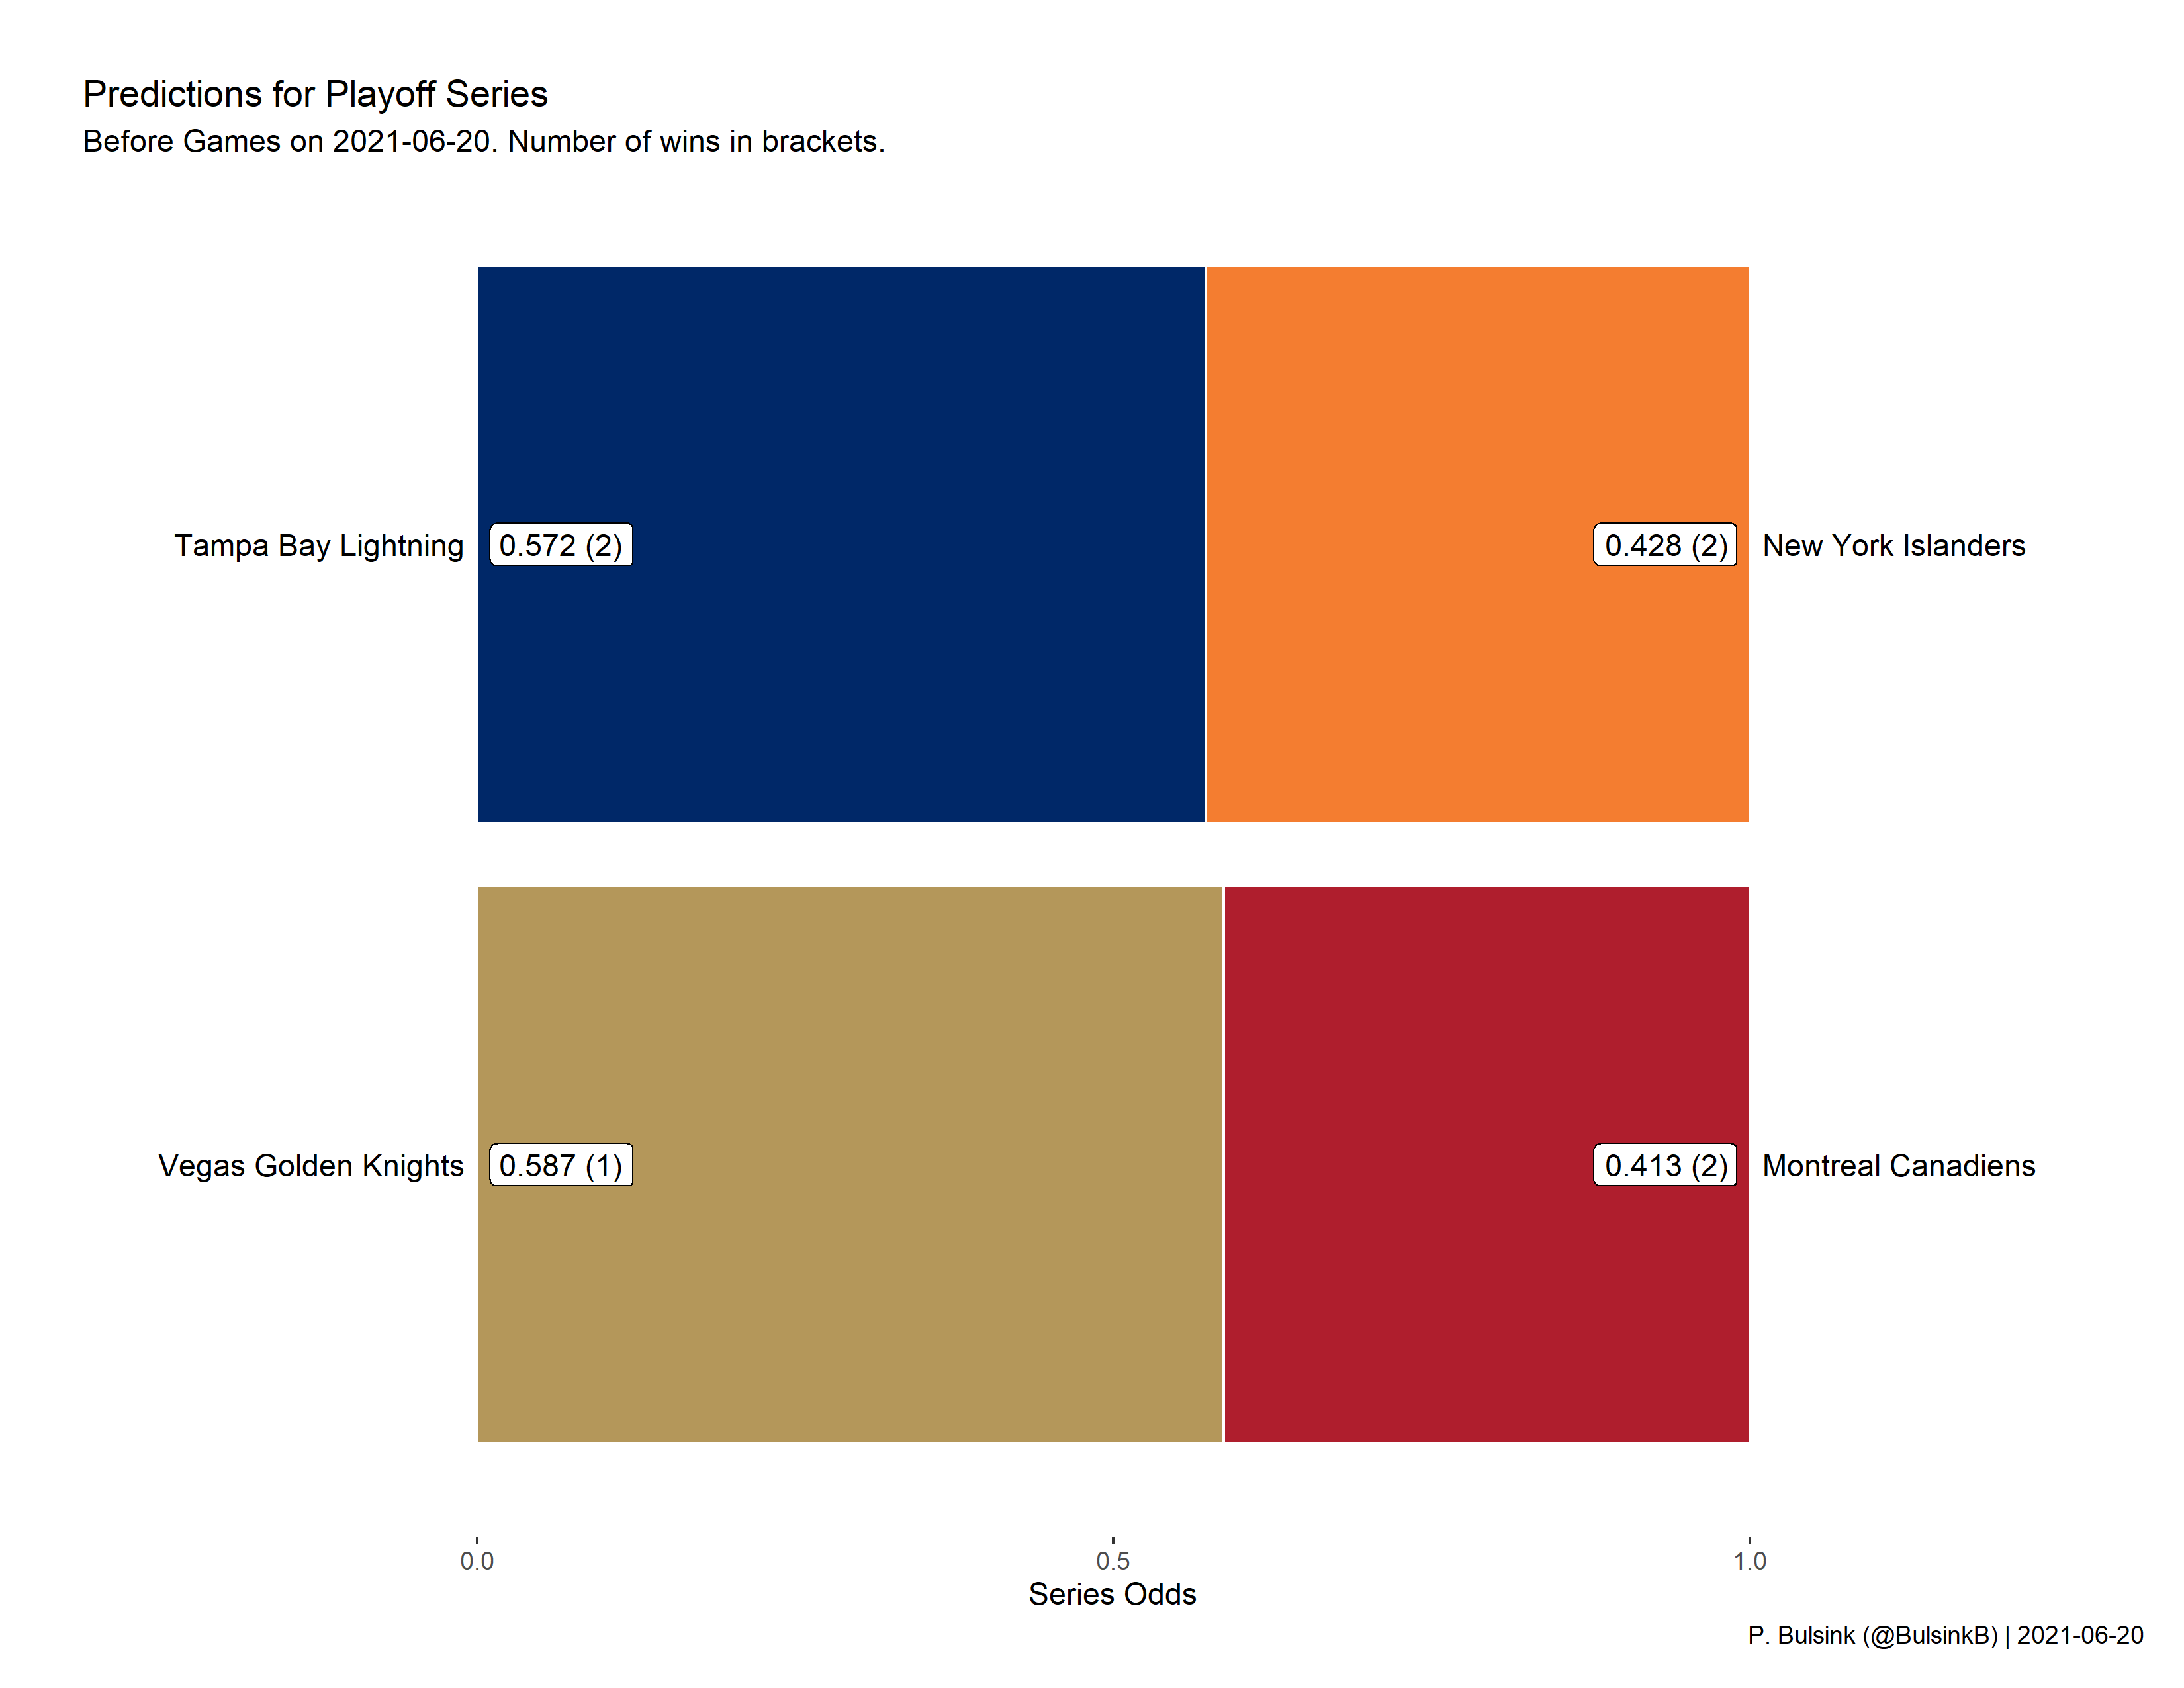 Predictions for Playoff Series
Before Games on 2021-06-20. Number of wins in brackets.
Tampa Bay Lightning 0.572 (2) 0.428 (2) New York Islanders
Vegas Golden Knights 0.587 (1) 0.413 (2) Montreal Canadiens
0.0 0.5 1.0
Series Odds
P. Bulsink (@BulsinkB) | 2021-06-20